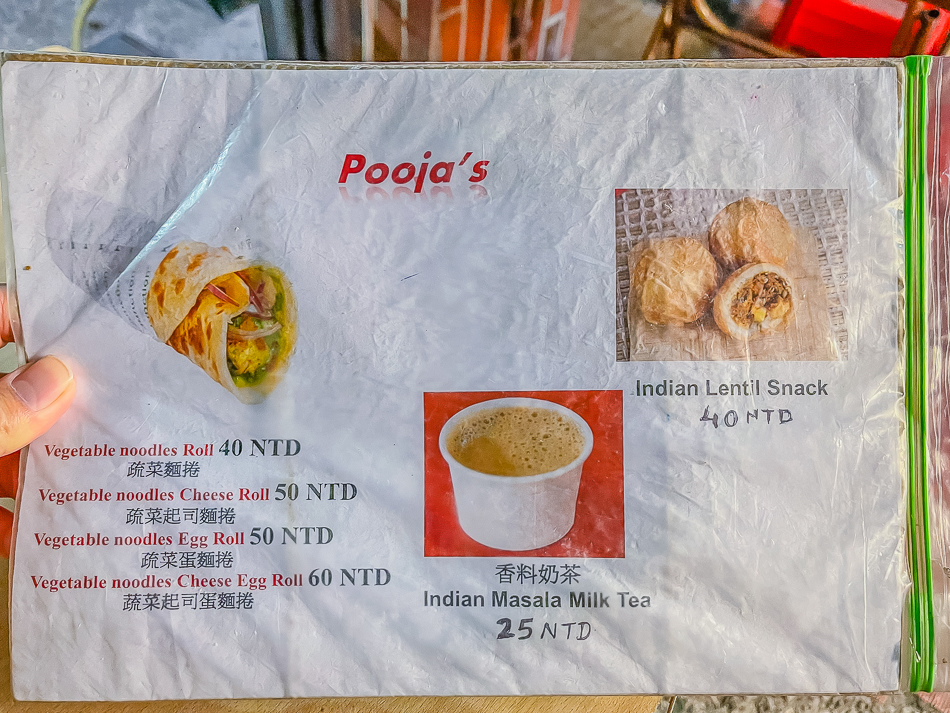 Pooja's
Vegetable noodles Roll 40 NTD
疏菜麵捲
Vegetable noodles Cheese Roll 50 NTD
疏菜起司麵捲
Vegetable noodles Egg Roll 50 NTD
疏菜蛋麵捲
Vegetable noodles Cheese Egg Roll 60 NTD
蔬菜起司蛋麵捲
香料奶茶
Indian Masala Milk Tea
25 NTD
Indian Lentil Snack
40 NTD